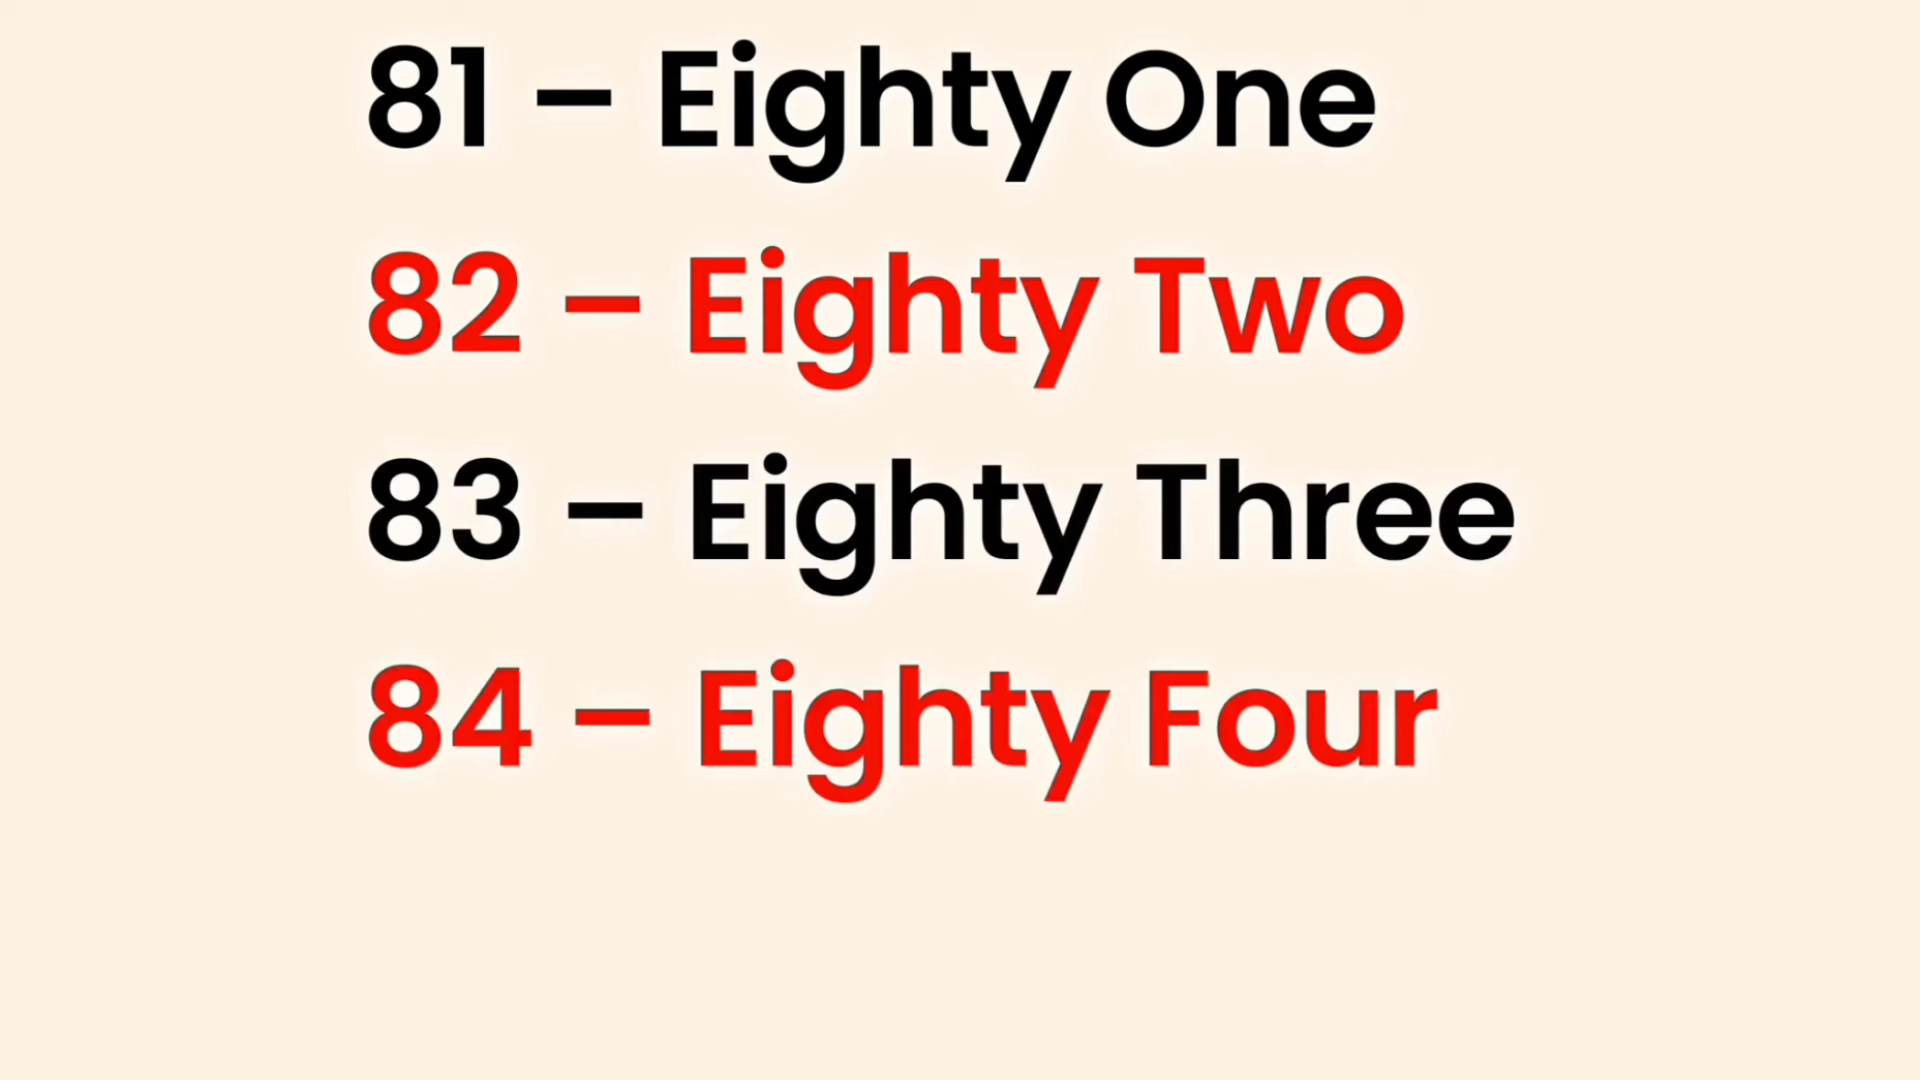 81 – Eighty One
82 – Eighty Two
83 – Eighty Three
84 – Eighty Four